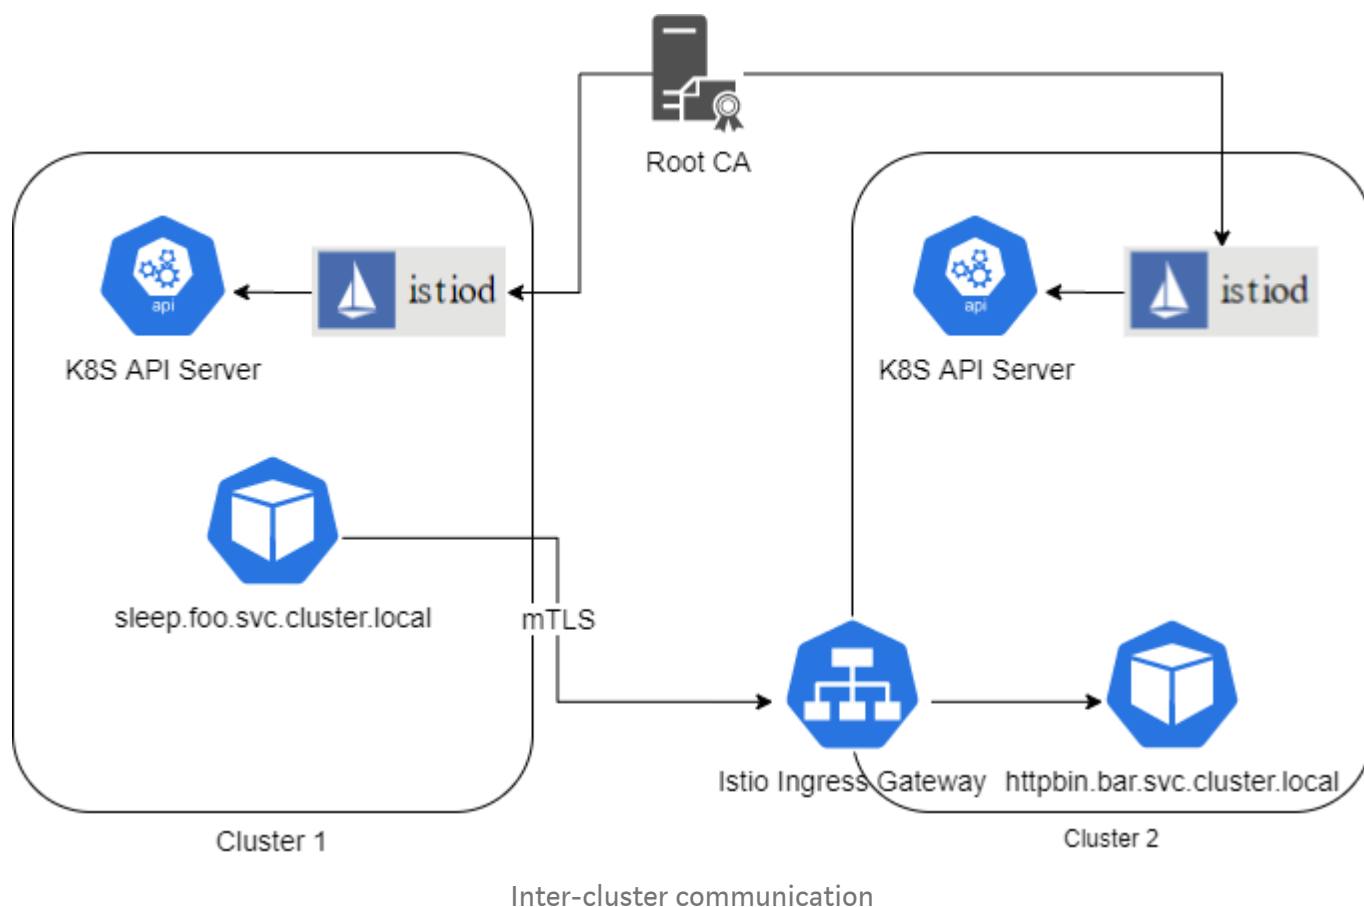 Root CA
api
istiod
K8S API Server
api
istiod
K8S API Server
sleep.foo.svc.cluster.local
mTLS
Istio Ingress Gateway
httpbin.bar.svc.cluster.local
Cluster 1
Cluster 2
Inter-cluster communication